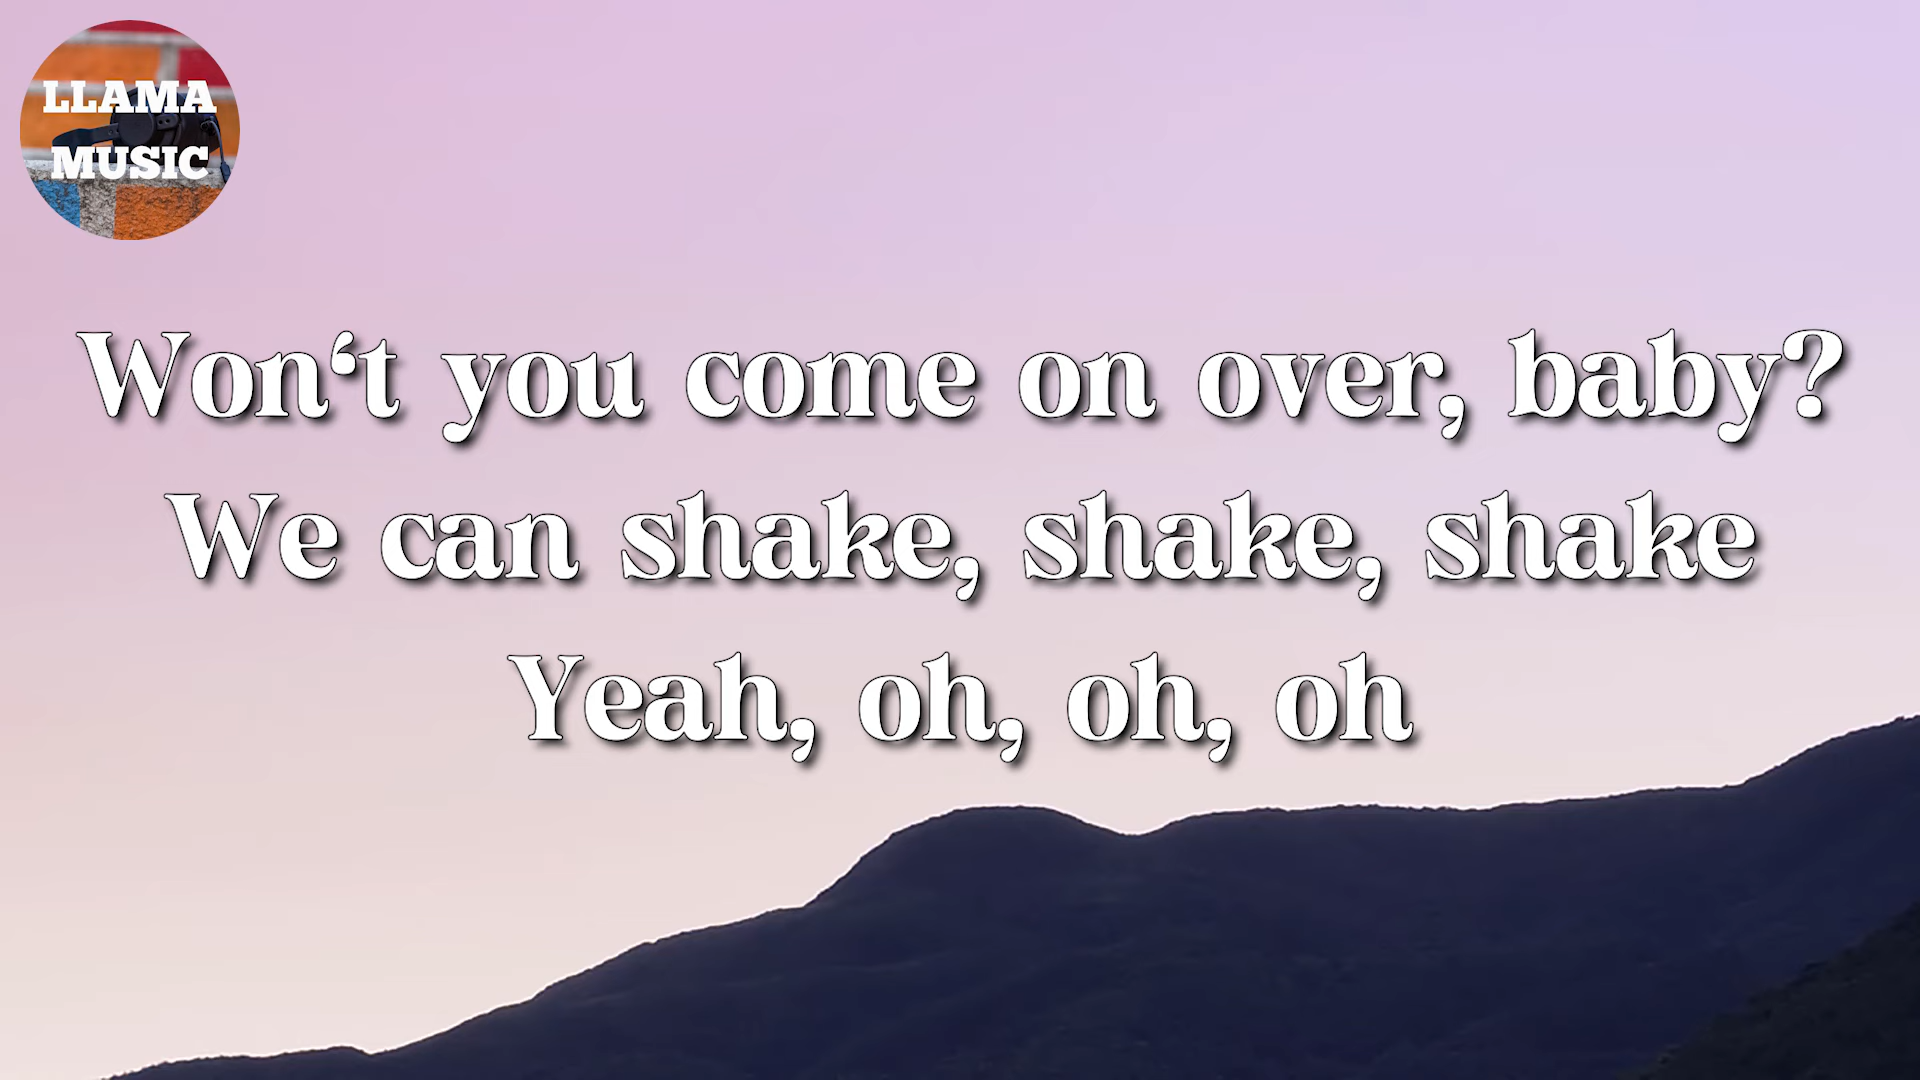 LLAMA
MUSIC
Won‘t you come on over, baby?
We can shake, shake, shake
Yeah, oh, oh, oh